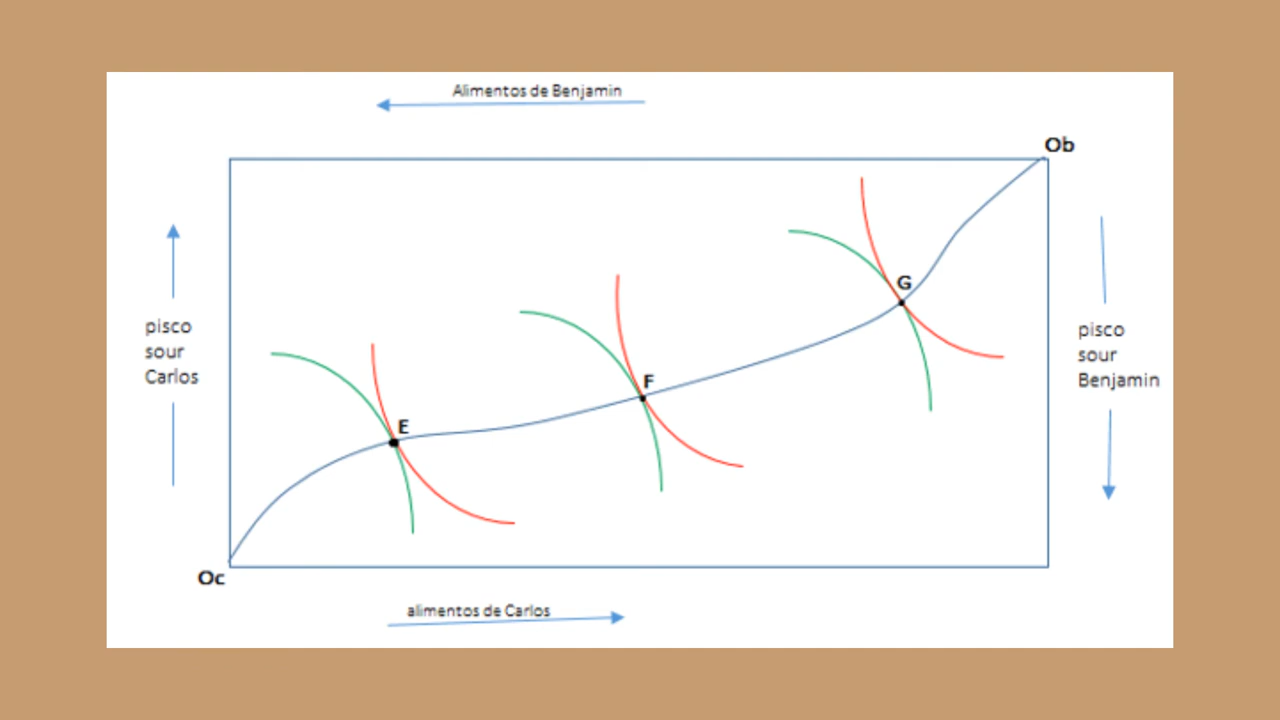 Alimentos de Benjamin
Ob
G
pisco
sour
Carlos
pisco
sour
Benjamin
F
E
Oc
alimentos de Carlos